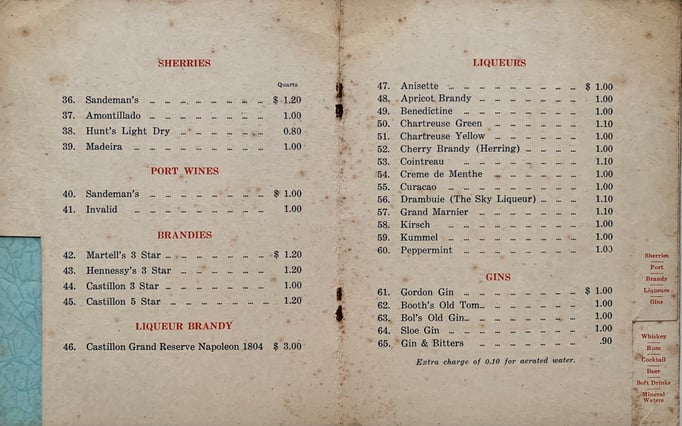 SHERRIES
Quarts
36. Sandeman's $ 1.20
37. Amontillado 1.00
38. Hunt's Light Dry 0.80
39. Madeira 1.00
PORT WINES
40. Sandeman's $ 1.00
41. Invalid 1.00
BRANDIES
42. Martell's 3 Star $ 1.20
43. Hennessy's 3 Star 1.20
44. Castillon 3 Star 1.00
45. Castillon 5 Star 1.20
LIQUEUR BRANDY
46. Castillon Grand Reserve Napoleon 1804 $ 3.00
LIQUEURS
47. Anisette $ 1.00
48. Apricot Brandy 1.00
49. Benedictine 1.00
50. Chartreuse Green 1.10
51. Chartreuse Yellow 1.00
52. Cherry Brandy (Herring) 1.00
53. Cointreau 1.10
54. Creme de Menthe 1.00
55. Curacao 1.00
56. Drambuie (The Sky Liqueur) 1.10
57. Grand Marnier 1.10
58. Kirsch 1.00
59. Kummel 1.00
60. Peppermint 1.00
GINS
61. Gordon Gin $ 1.00
62. Booth's Old Tom 1.00
63. Bol's Old Gin 1.00
64. Sloe Gin 1.00
65. Gin & Bitters .90
Extra charge of 0.10 for aerated water.
Sherries
Port
Brandy
Liqueurs
Gins
Whiskey
Rum
Cocktail
Beer
Soft Drinks
Mineral
Waters